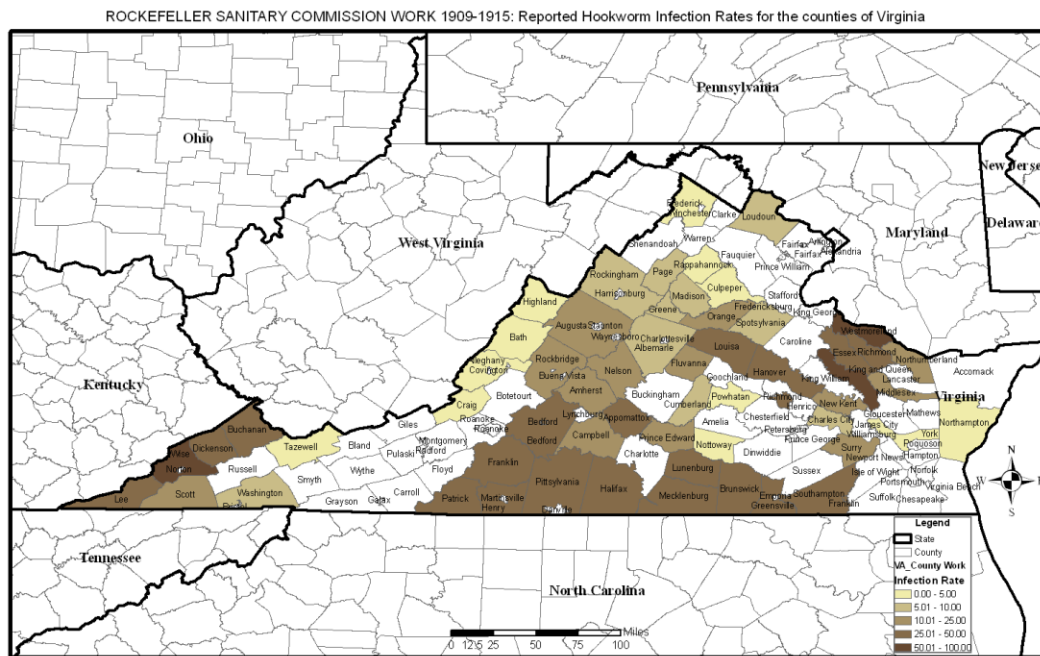 ROCKEFELLER SANITARY COMMISSION WORK 1909-1915: Reported Hookworm Infection Rates for the counties of Virginia
Pennsylvania
Ohio
New Jersey
Delaware
Maryland
West Virginia
Kentucky
Virginia
Tennessee
North Carolina
Frederick
Winchester
Clarke
Loudoun
Warren
Shenandoah
Fauquier
Fairfax
Arlington
Fairfax
Alexandria
Prince William
Rappahannock
Page
Rockingham
Harrisonburg
Culpeper
Madison
Stafford
Greene
Fredericksburg
King George
Highland
Orange
Spotsylvania
Augusta
Staunton
Waynesboro
Charlottesville
Albemarle
Louisa
Caroline
Westmoreland
Essex
Richmond
Northumberland
Bath
Rockbridge
Nelson
Fluvanna
Hanover
King William
King and Queen
Lancaster
Accomack
Alleghany
Covington
Buena Vista
Goochland
Middlesex
Amherst
Buckingham
Cumberland
Powhatan
Richmond
Henrico
New Kent
Gloucester
Mathews
Northampton
Botetourt
Craig
Lynchburg
Appomattox
Amelia
Chesterfield
Charles City
James City
Williamsburg
York
Roanoke
Roanoke
Bedford
Bedford
Campbell
Prince Edward
Nottoway
Petersburg
Prince George
Surry
Poquoson
Hampton
Newport News
Giles
Montgomery
Radford
Pulaski
Floyd
Franklin
Charlotte
Lunenburg
Dinwiddie
Sussex
Isle of Wight
Norfolk
Portsmouth
Virginia Beach
Buchanan
Dickenson
Wise
Norton
Tazewell
Bland
Wythe
Russell
Smyth
Pittsylvania
Halifax
Mecklenburg
Brunswick
Emporia
Greensville
Southampton
Franklin
Suffolk
Chesapeake
Lee
Scott
Washington
Bristol
Grayson
Galax
Carroll
Patrick
Martinsville
Henry
Danville
N
W
E
S
Legend
State
County
VA_County Work
Infection Rate
0.00 - 5.00
5.01 - 10.00
10.01 - 25.00
25.01 - 50.00
50.01 - 100.00
Miles
0 12.5 25 50 75 100